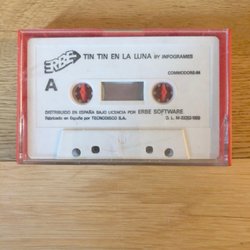 ERBE
TIN TIN EN LA LUNA BY INFOGRAMES
COMMODORE-64
A
DISTRIBUIDO EN ESPAÑA BAJO LICENCIA POR ERBE SOFTWARE
Fabricado en España por TECNODISCO S.A.
D. L. M-